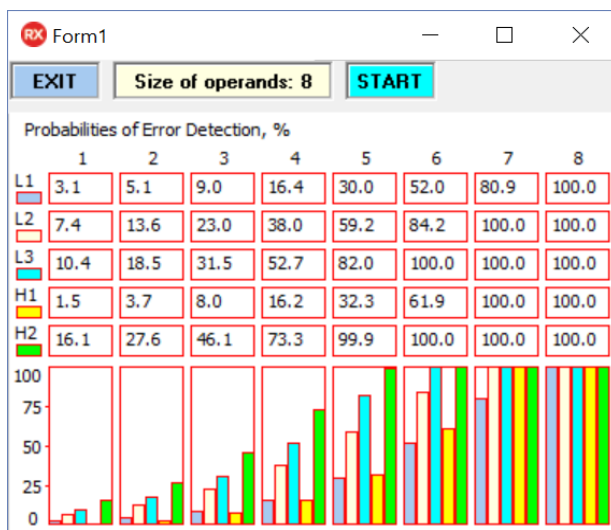 RX Form1
EXIT Size of operands: 8 START
Probabilities of Error Detection, %
1 2 3 4 5 6 7 8
L1 3.1 5.1 9.0 16.4 30.0 52.0 80.9 100.0
L2 7.4 13.6 23.0 38.0 59.2 84.2 100.0 100.0
L3 10.4 18.5 31.5 52.7 82.0 100.0 100.0 100.0
H1 1.5 3.7 8.0 16.2 32.3 61.9 100.0 100.0
H2 16.1 27.6 46.1 73.3 99.9 100.0 100.0 100.0
100
75
50
25
0